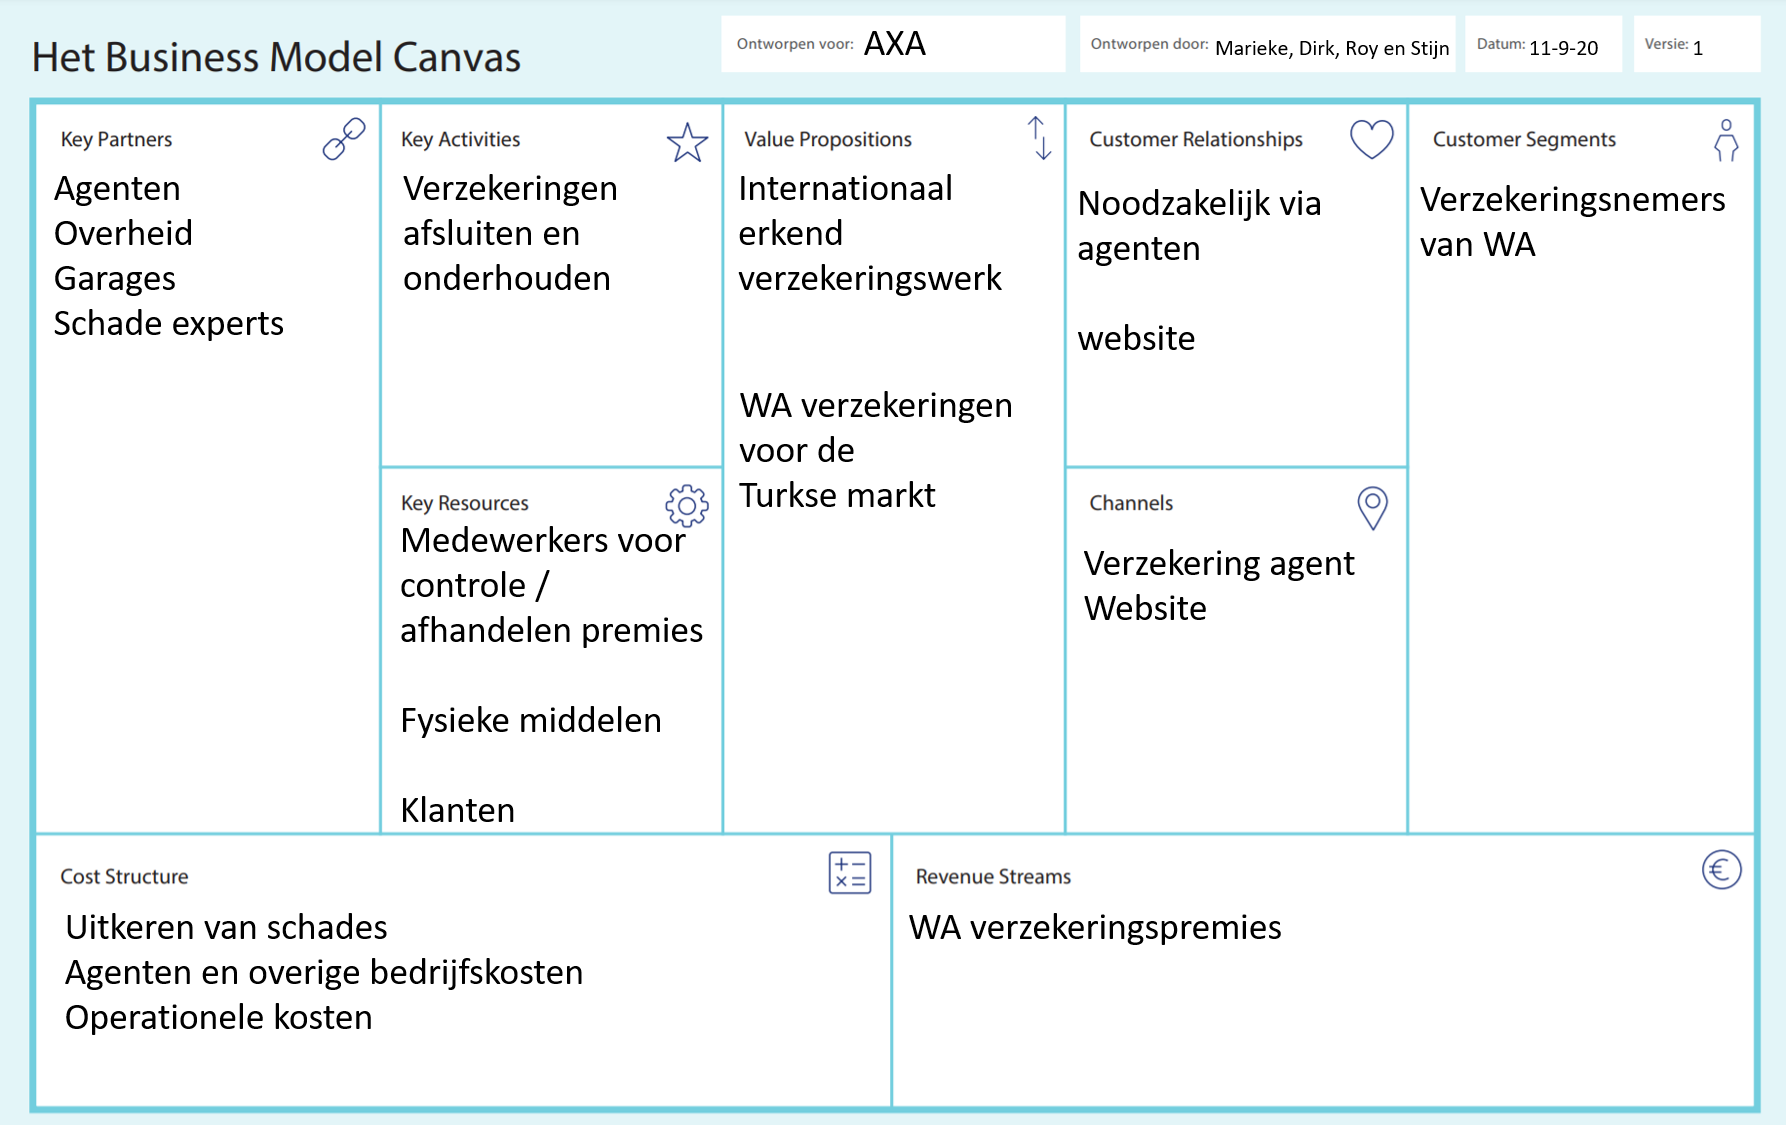 Het Business Model Canvas
Ontworpen voor: AXA
Ontworpen door: Marieke, Dirk, Roy en Stijn
Datum: 11-9-20
Versie: 1
Key Partners
Agenten
Overheid
Garages
Schade experts
Key Activities
Verzekeringen
afsluiten en
onderhouden
Key Resources
Medewerkers voor
controle /
afhandelen premies
Fysieke middelen
Klanten
Value Propositions
Internationaal
erkend
verzekeringswerk
WA verzekeringen
voor de
Turkse markt
Customer Relationships
Noodzakelijk via
agenten
website
Channels
Verzekering agent
Website
Customer Segments
Verzekeringsnemers
van WA
Cost Structure
Uitkeren van schades
Agenten en overige bedrijfskosten
Operationele kosten
Revenue Streams
WA verzekeringspremies